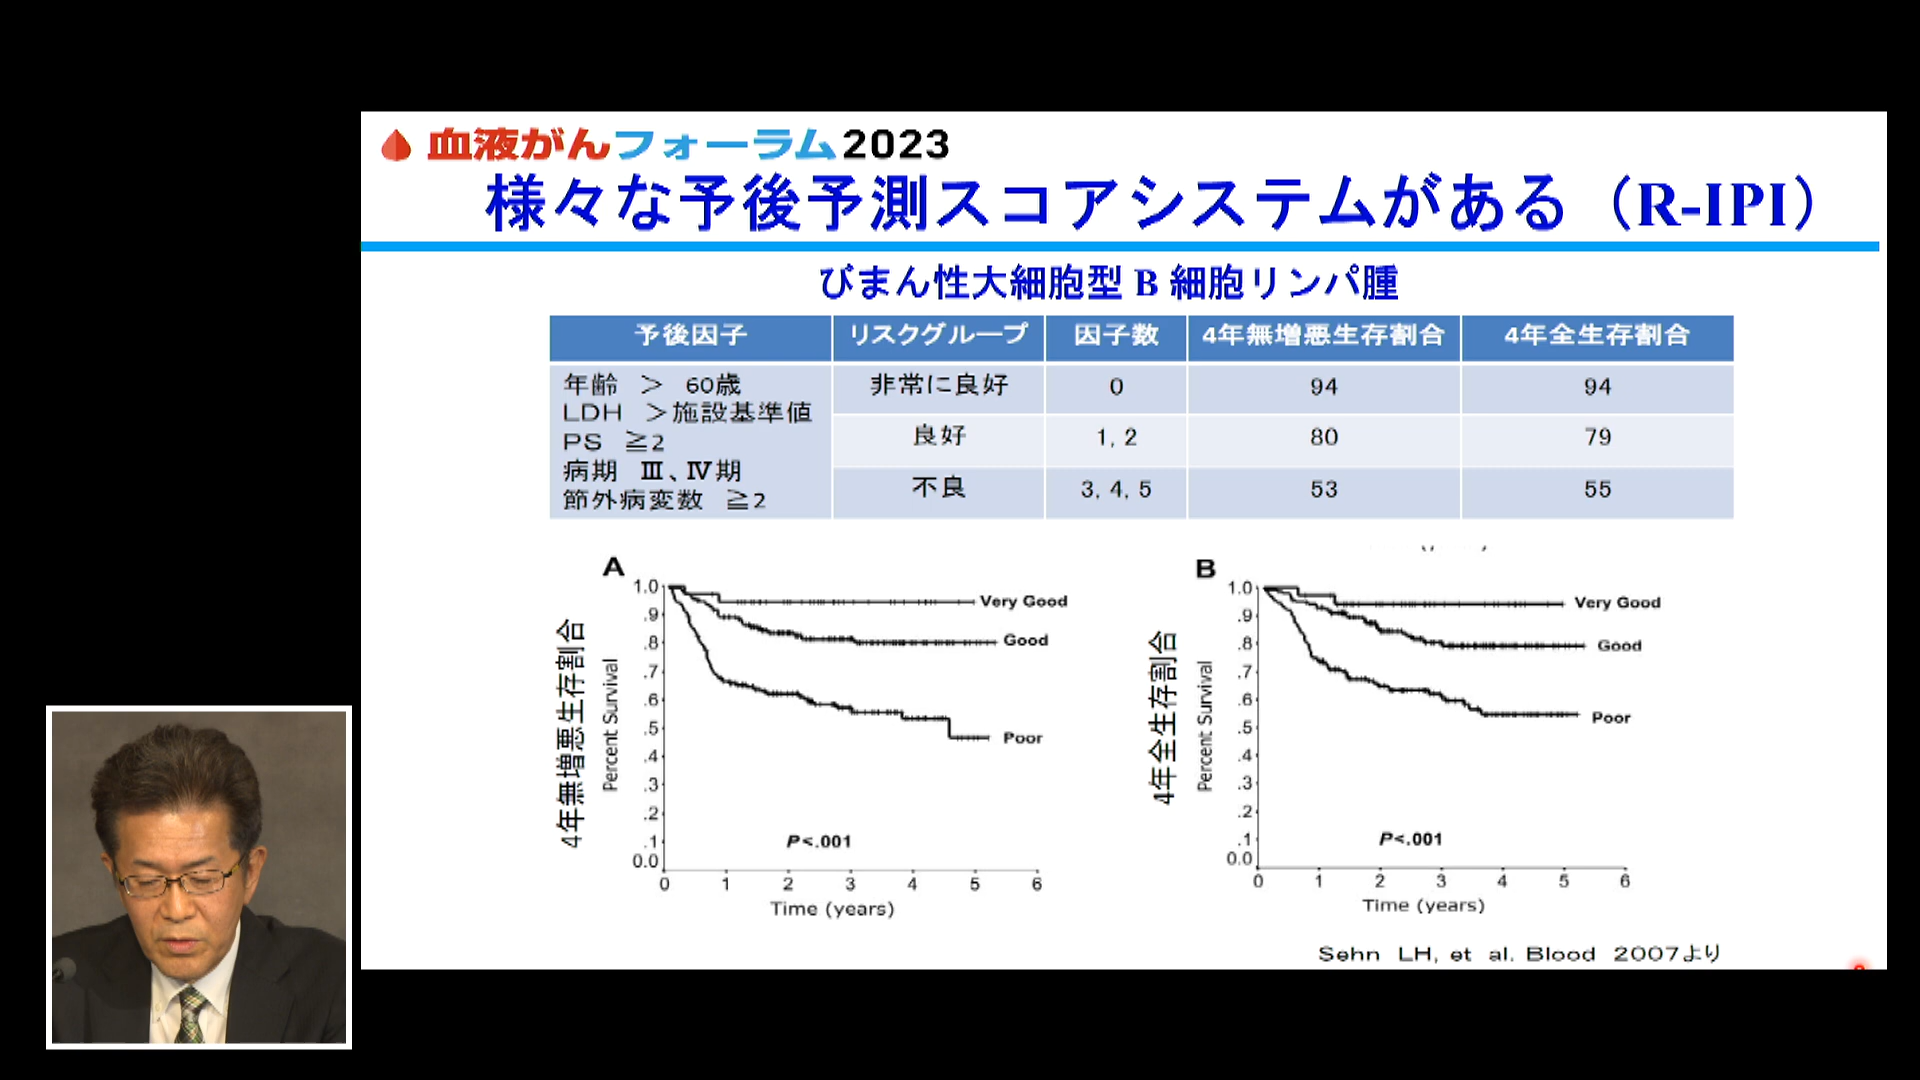 血液がんフォーラム2023
様々な予後予測スコアシステムがある（R-IPI）
びまん性大細胞型 B 細胞リンパ腫
予後因子 リスクグループ 因子数 4年無増悪生存割合 4年全生存割合
年齢 ＞ 60歳
LDH ＞施設基準値
PS ≧2
病期 Ⅲ、Ⅳ期
節外病変数 ≧2
非常に良好 0 94 94
良好 1, 2 80 79
不良 3, 4, 5 53 55
A
4年無増悪生存割合
Percent Survival
1.0
.9
.8
.7
.6
.5
.4
.3
.2
.1
0.0
Very Good
Good
Poor
P<.001
0 1 2 3 4 5 6
Time (years)
B
4年全生存割合
Percent Survival
1.0
.9
.8
.7
.6
.5
.4
.3
.2
.1
0.0
Very Good
Good
Poor
P<.001
0 1 2 3 4 5 6
Time (years)
Sehn LH, et al. Blood 2007より